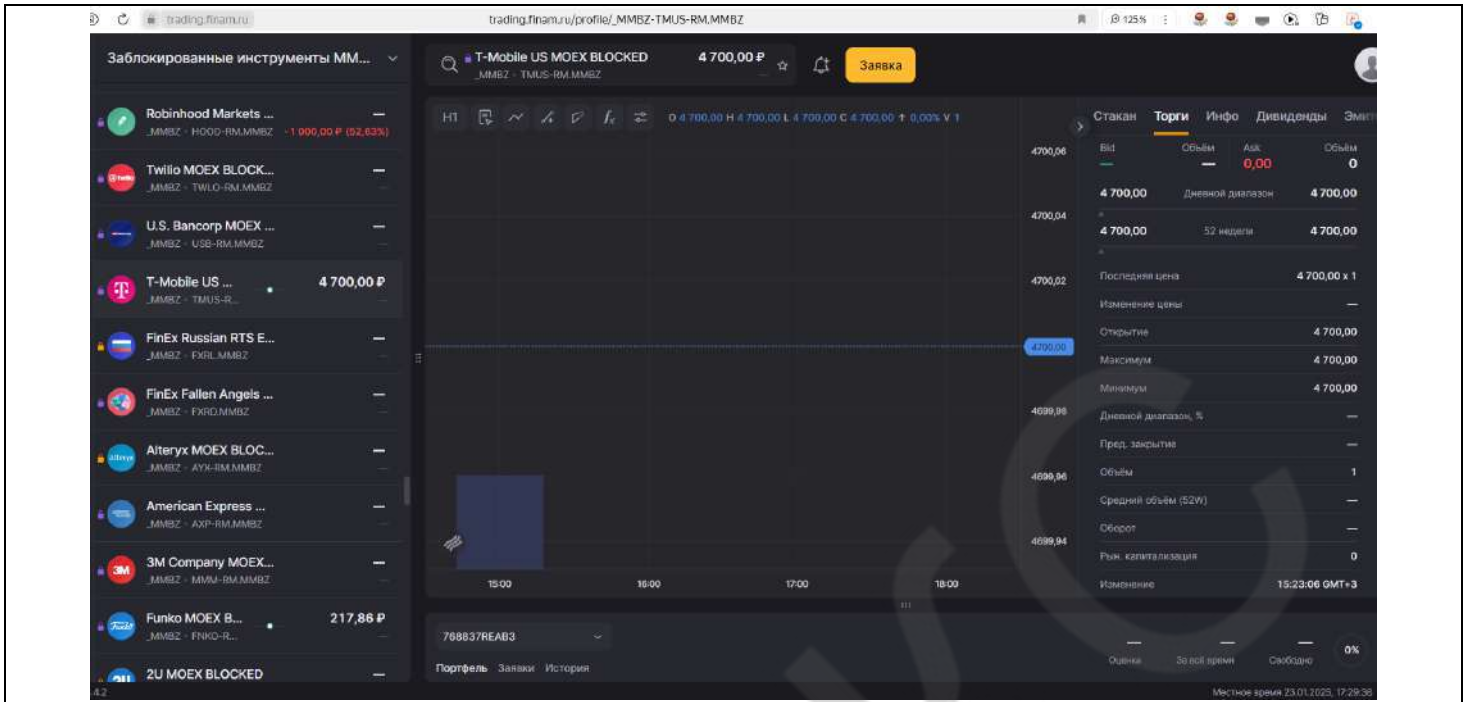 trading.finam.ru
trading.finam.ru/profile/_MMBZ-TMUS-RM.MMBZ
125%
Заблокированные инструменты MM...
T-Mobile US MOEX BLOCKED
4 700,00 ₽
_MMBZ - TMUS-RM.MMBZ
Заявка
Robinhood Markets ...
—
_MMBZ - HOOD-RM.MMBZ
-1 900,00 ₽ (52,63%)
Twilio MOEX BLOCK...
—
_MMBZ - TWLO-RM.MMBZ
U.S. Bancorp MOEX ...
—
_MMBZ - USB-RM.MMBZ
T-Mobile US ...
4 700,00 ₽
_MMBZ - TMUS-R...
FinEx Russian RTS E...
—
_MMBZ - FXRL.MMBZ
FinEx Fallen Angels ...
—
_MMBZ - FXRD.MMBZ
Alteryx MOEX BLOC...
—
_MMBZ - AYX-RM.MMBZ
American Express ...
—
_MMBZ - AXP-RM.MMBZ
3M Company MOEX...
—
_MMBZ - MMM-RM.MMBZ
Funko MOEX B...
217,86 ₽
_MMBZ - FNKO-R...
2U MOEX BLOCKED
—
4.2
H1
O 4 700,00 H 4 700,00 L 4 700,00 C 4 700,00 0,00% V 1
4700,06
4700,04
4700,02
4700,00
4699,98
4699,96
4699,94
15:00 16:00 17:00 18:00
768837REAB3
Портфель Заявки История
Стакан Торги Инфо Дивиденды Эмит
Bid Объём Ask Объём
— — 0,00 0
4 700,00 Дневной диапазон 4 700,00
4 700,00 52 недели 4 700,00
Последняя цена 4 700,00 x 1
Изменение цены —
Открытие 4 700,00
Максимум 4 700,00
Минимум 4 700,00
Дневной диапазон, % —
Пред. закрытие —
Объём 1
Средний объём (52W) —
Оборот —
Рын. капитализация 0
Изменение 15:23:06 GMT+3
— — — 0%
Оценка За всё время Свободно
Местное время 23.01.2025, 17:29:36